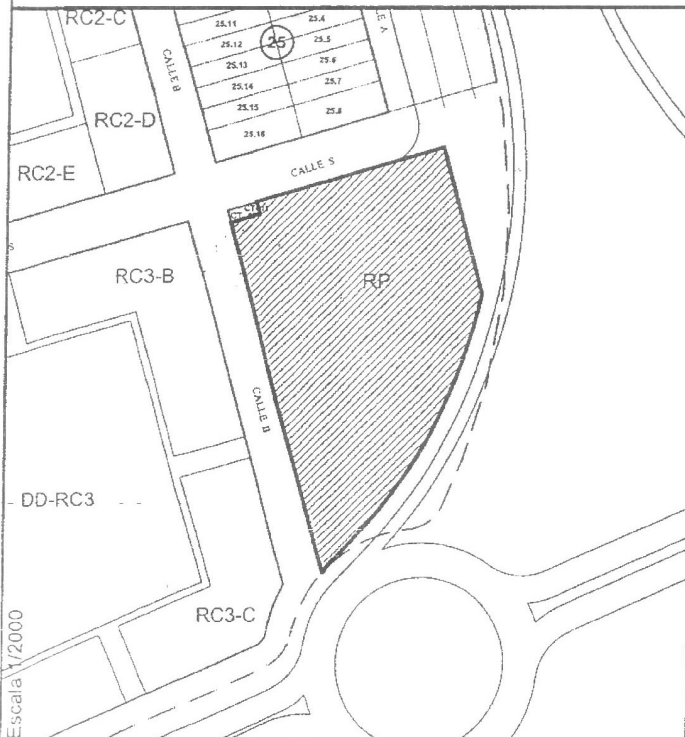 RC2-C
CALLE B
25.11
25.4
25.12
25
25.5
25.13
25.6
25.14
25.7
25.15
25.8
25.16
RC2-D
RC2-E
CALLE S
S
RC3-B
RP
CALLE B
DD-RC3
RC3-C
Escala 1/2000